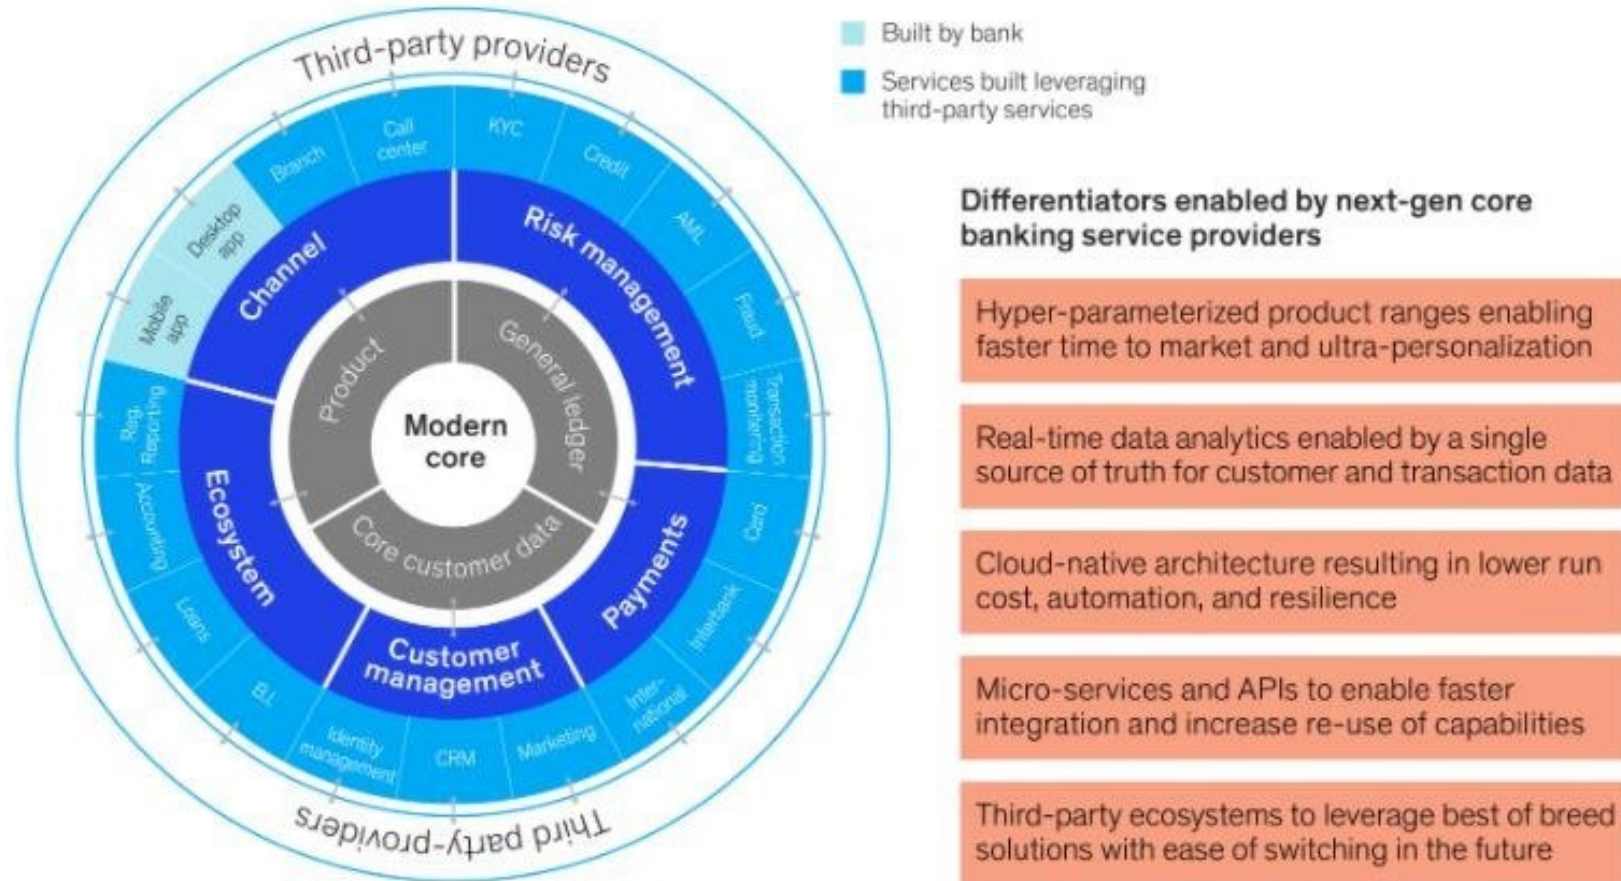 Third-party providers
Branch
Call
center
KYC
Credit
AML
Fraud
Transaction
monitering
Card
Interbank
Inter-
national
Marketing
CRM
Identity
management
B.I.
Loans
Accounting
Reg.
Reporting
Mobile
app
Desktop
app
Channel
Risk management
Payments
Customer
management
Ecosystem
Product
General ledger
Core customer data
Modern
core
Third party-providers
Built by bank
Services built leveraging
third-party services
Differentiators enabled by next-gen core
banking service providers
Hyper-parameterized product ranges enabling
faster time to market and ultra-personalization
Real-time data analytics enabled by a single
source of truth for customer and transaction data
Cloud-native architecture resulting in lower run
cost, automation, and resilience
Micro-services and APIs to enable faster
integration and increase re-use of capabilities
Third-party ecosystems to leverage best of breed
solutions with ease of switching in the future